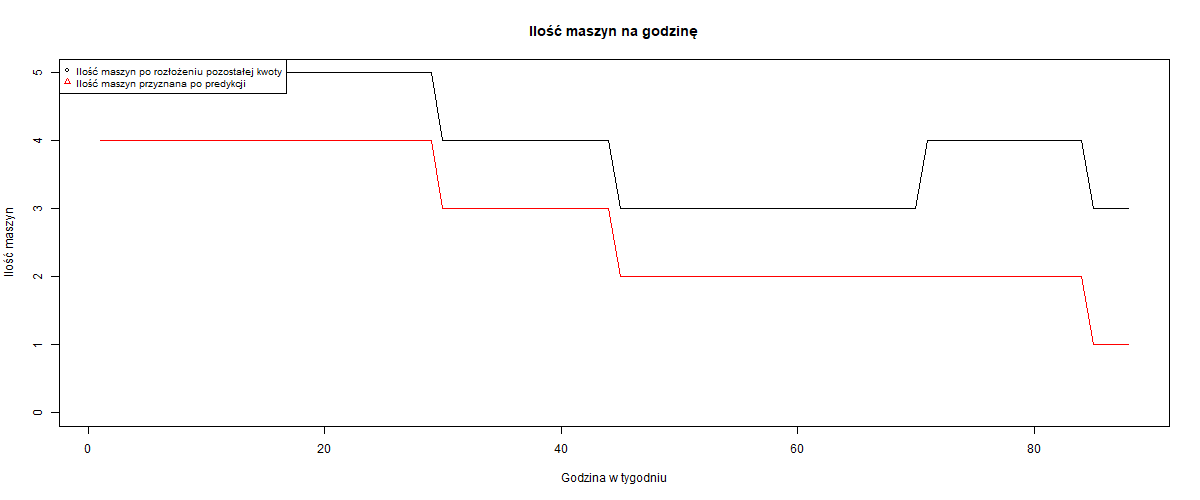 Ilość maszyn na godzinę
Ilość maszyn po rozłożeniu pozostałej kwoty
Ilość maszyn przyznana po predykcji
Ilość maszyn
5
4
3
2
1
0
0 20 40 60 80
Godzina w tygodniu